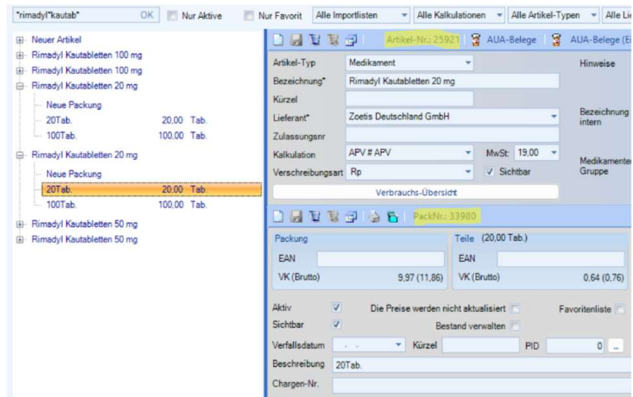 *rimadyl*kautab* OK Nur Aktive Nur Favorit Alle Importlisten Alle Kalkulationen Alle Artikel-Typen Alle Lie
Neuer Artikel
Rimadyl Kautabletten 100 mg
Rimadyl Kautabletten 100 mg
Rimadyl Kautabletten 20 mg
Neue Packung
20Tab. 20,00 Tab.
100Tab. 100,00 Tab.
Rimadyl Kautabletten 20 mg
Neue Packung
20Tab. 20,00 Tab.
100Tab. 100,00 Tab.
Rimadyl Kautabletten 50 mg
Rimadyl Kautabletten 50 mg
Artikel-Nr.: 25921 AUA-Belege AUA-Belege (Ei
Artikel-Typ Medikament Hinweise
Bezeichnung* Rimadyl Kautabletten 20 mg
Kürzel
Lieferant* Zoetis Deutschland GmbH Bezeichnung
intern
Zulassungsnr
Kalkulation APV # APV MwSt: 19,00 Medikamenten
Gruppe
Verschreibungsart Rp Sichtbar
Verbrauchs-Übersicht
PackNr.: 33980
Packung Teile (20,00 Tab.)
EAN EAN
VK (Brutto) 9,97 (11,86) VK (Brutto) 0,64 (0,76)
Aktiv Die Preise werden nicht aktualisiert Favoritenliste
Sichtbar Bestand verwalten
Verfallsdatum . . Kürzel PID 0 ...
Beschreibung 20Tab.
Chargen-Nr.